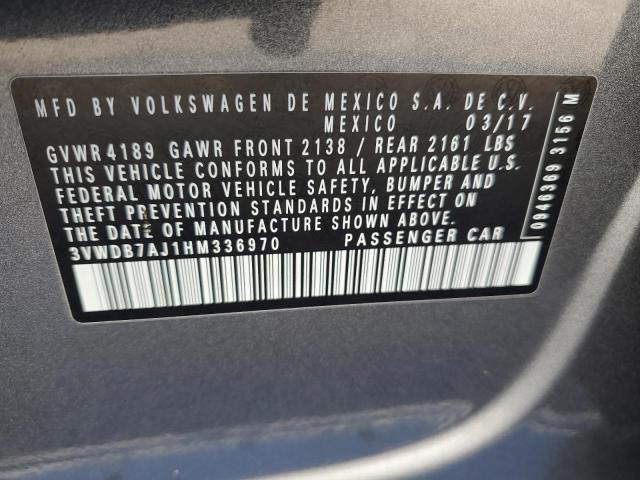 MFD BY VOLKSWAGEN DE MEXICO S.A. DE C.V.
MEXICO 03/17
GVWR 4189 GAWR FRONT 2138 / REAR 2161 LBS
THIS VEHICLE CONFORMS TO ALL APPLICABLE U.S.
FEDERAL MOTOR VEHICLE SAFETY, BUMPER AND
THEFT PREVENTION STANDARDS IN EFFECT ON
THE DATE OF MANUFACTURE SHOWN ABOVE.
3VWDB7AJ1HM336970 PASSENGER CAR
0946369 3156 M